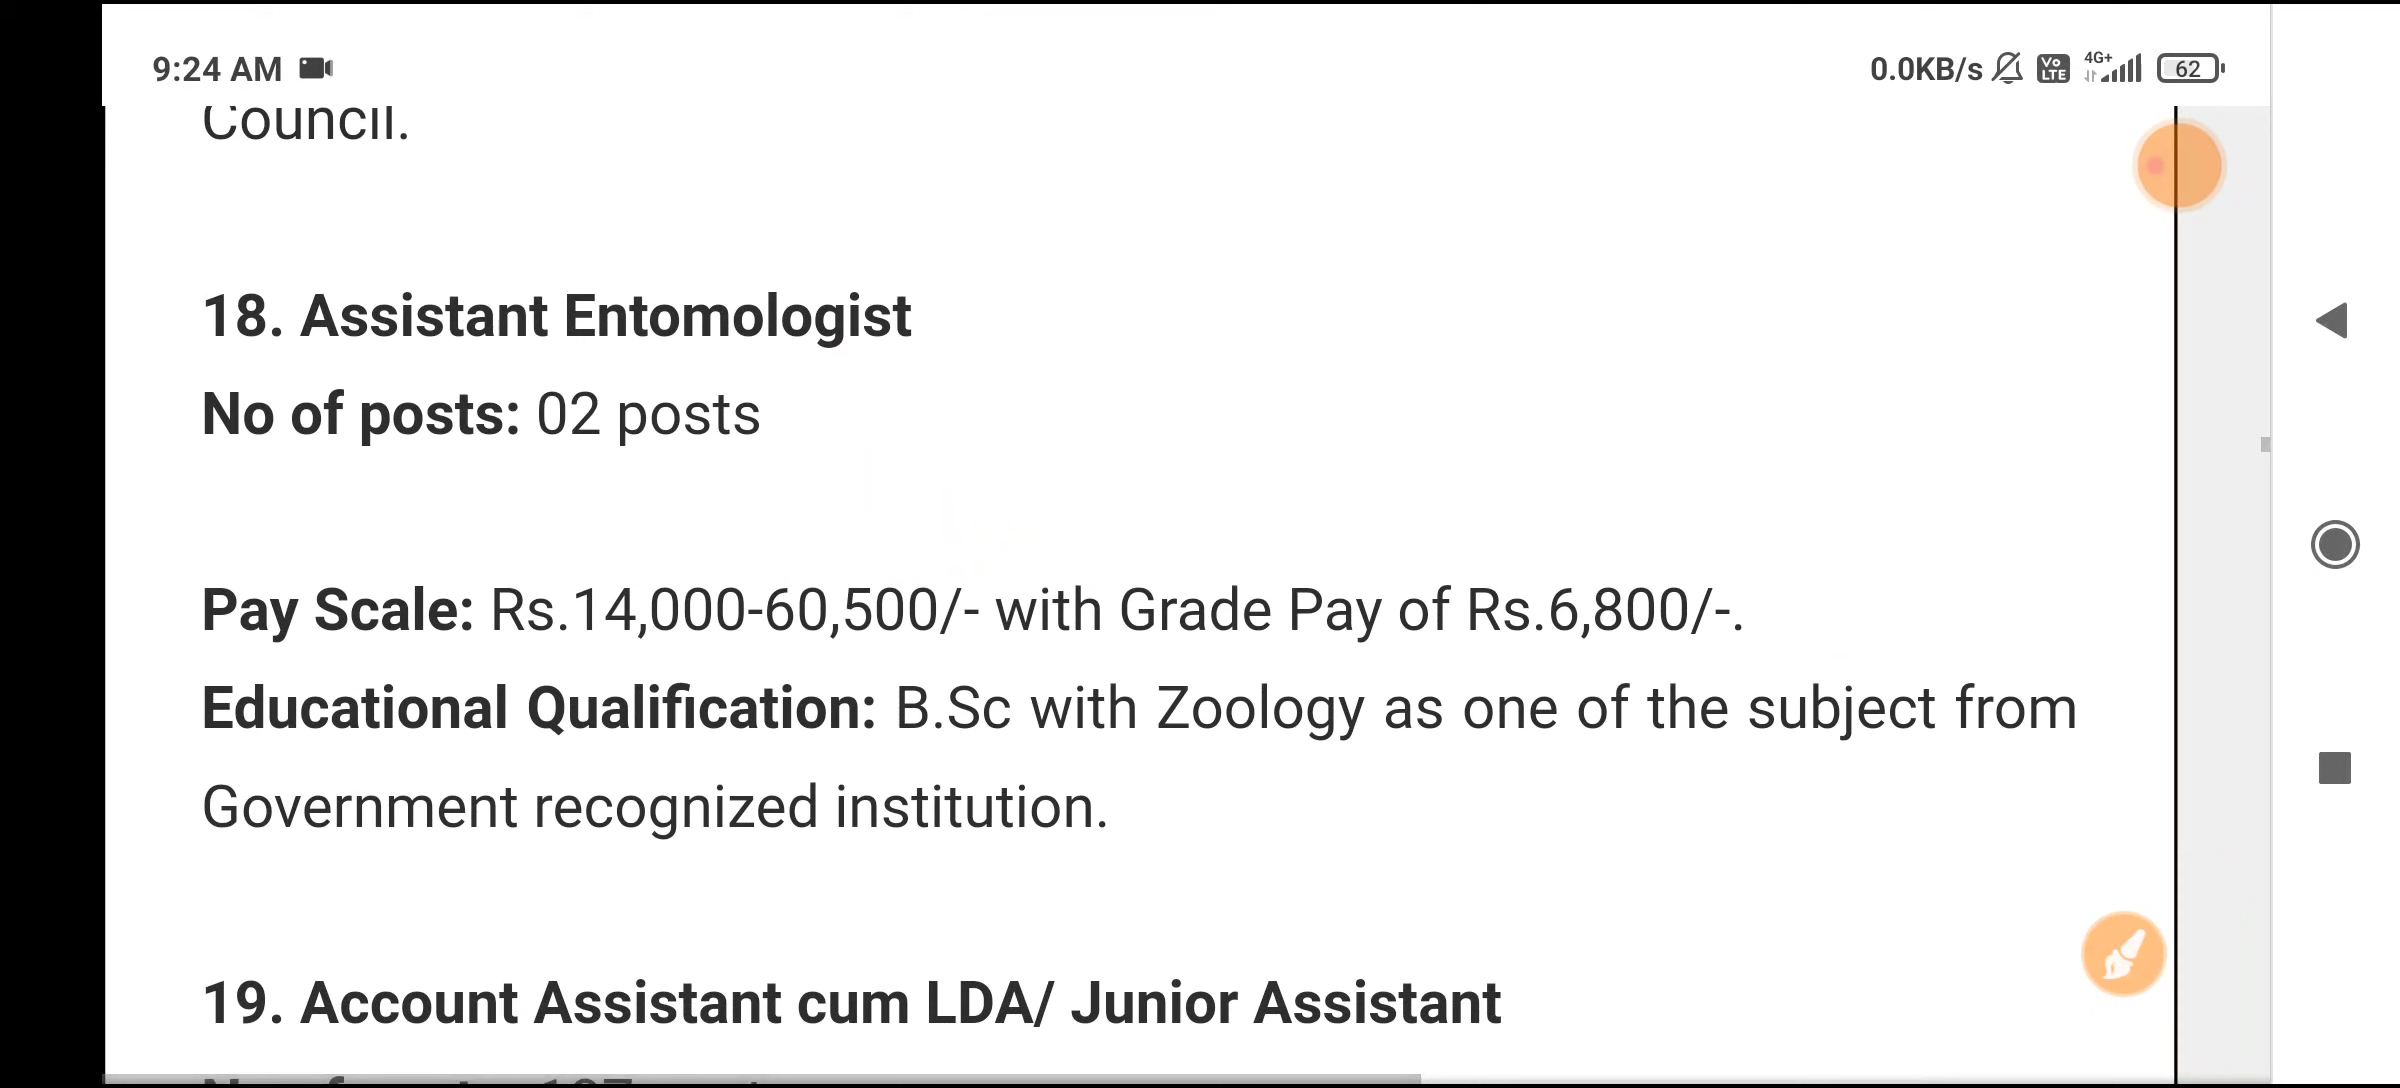 9:24 AM
0.0KB/s Vo LTE 4G+ 62
Council.
18. Assistant Entomologist
No of posts: 02 posts
Pay Scale: Rs.14,000-60,500/- with Grade Pay of Rs.6,800/-.
Educational Qualification: B.Sc with Zoology as one of the subject from
Government recognized institution.
19. Account Assistant cum LDA/ Junior Assistant